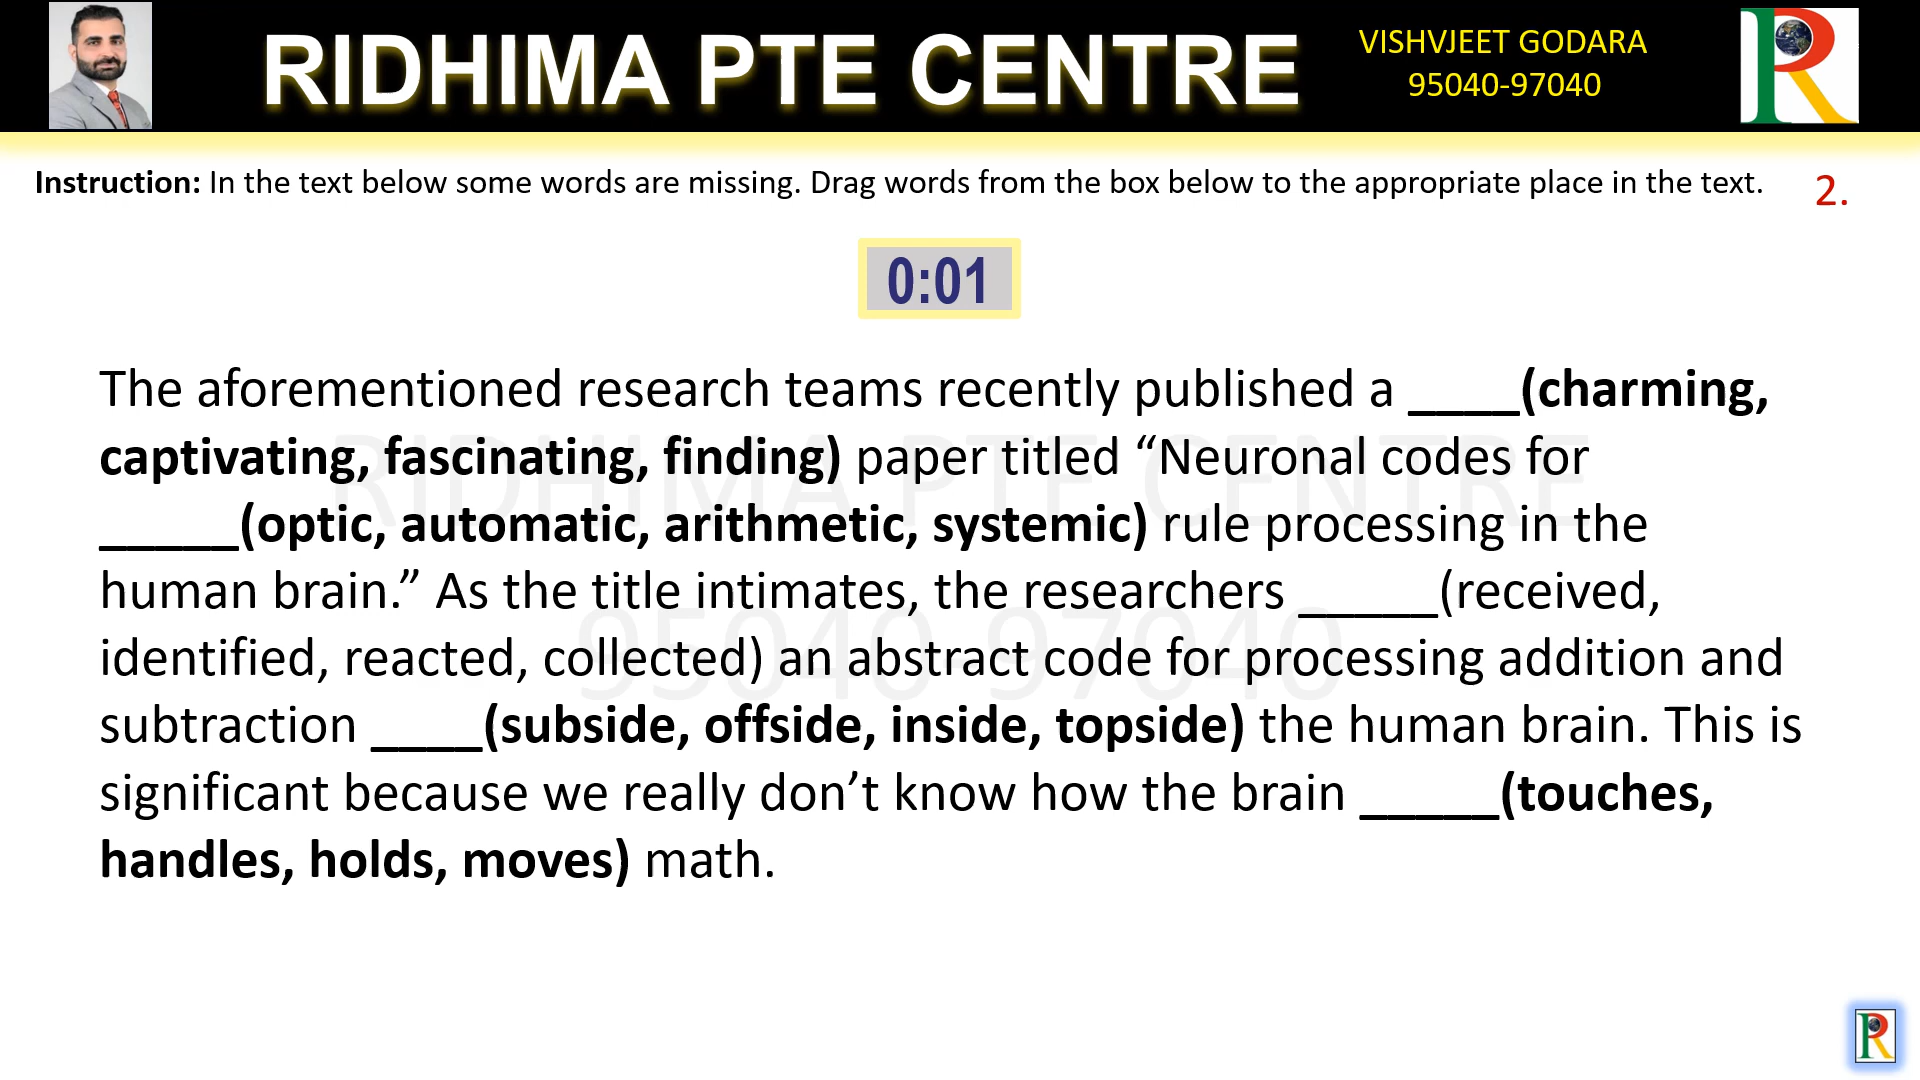 RIDHIMA PTE CENTRE
VISHVJEET GODARA
95040-97040
Instruction: In the text below some words are missing. Drag words from the box below to the appropriate place in the text.
2.
0:01
The aforementioned research teams recently published a ____(charming,
captivating, fascinating, finding) paper titled “Neuronal codes for
_____(optic, automatic, arithmetic, systemic) rule processing in the
human brain.” As the title intimates, the researchers _____(received,
identified, reacted, collected) an abstract code for processing addition and
subtraction ____(subside, offside, inside, topside) the human brain. This is
significant because we really don’t know how the brain _____(touches,
handles, holds, moves) math.
RIDHIMA PTE CENTRE
95040-97040